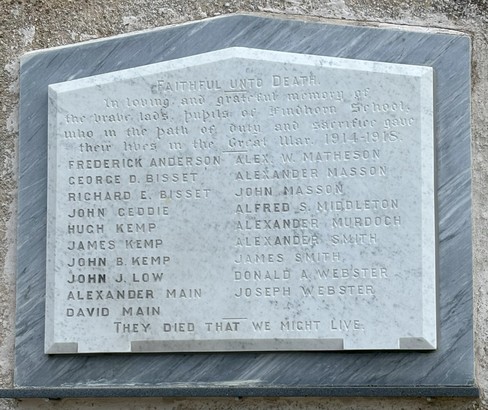 FAITHFUL UNTO DEATH.
In loving and grateful memory of
the brave lads, pupils of Findhorn School,
who in the path of duty and sacrifice gave
their lives in the Great War. 1914-1918.
FREDERICK ANDERSON
GEORGE D. BISSET
RICHARD E. BISSET
JOHN GEDDIE
HUGH KEMP
JAMES KEMP
JOHN B. KEMP
JOHN J. LOW
ALEXANDER MAIN
DAVID MAIN
ALEX. W. MATHESON
ALEXANDER MASSON
JOHN MASSON
ALFRED S. MIDDLETON
ALEXANDER MURDOCH
ALEXANDER SMITH
JAMES SMITH
DONALD A. WEBSTER
JOSEPH WEBSTER
THEY DIED THAT WE MIGHT LIVE.